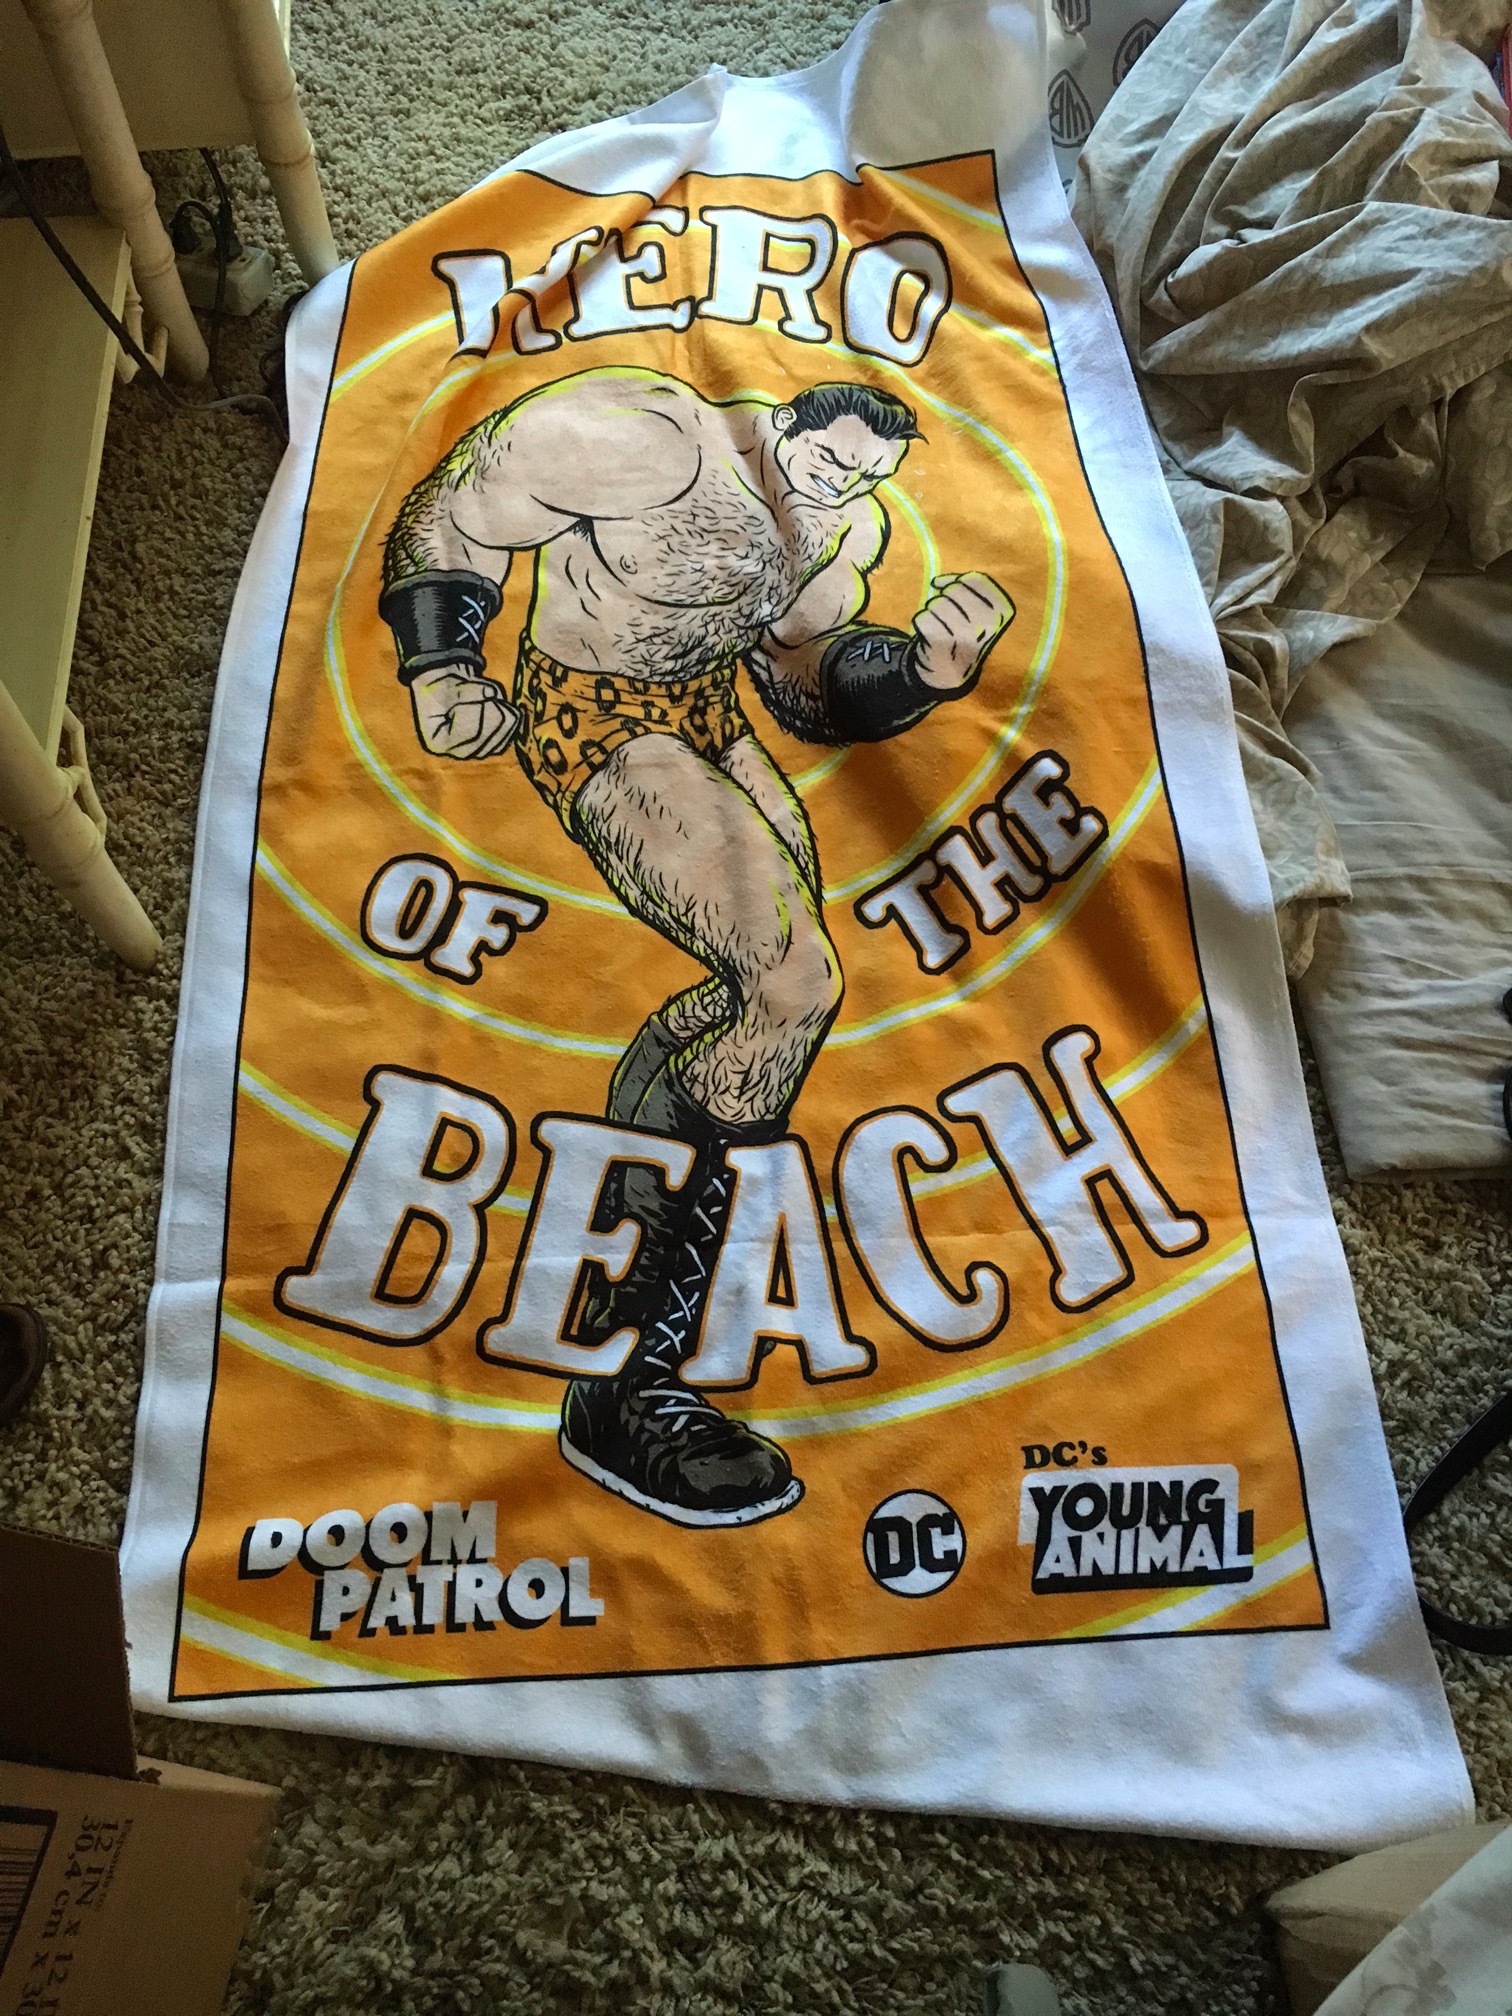 HERO
OF THE
BEACH
DOOM
PATROL
DC
DC's
YOUNG
ANIMAL
12 IN x 12 I
30,4 cm x 30